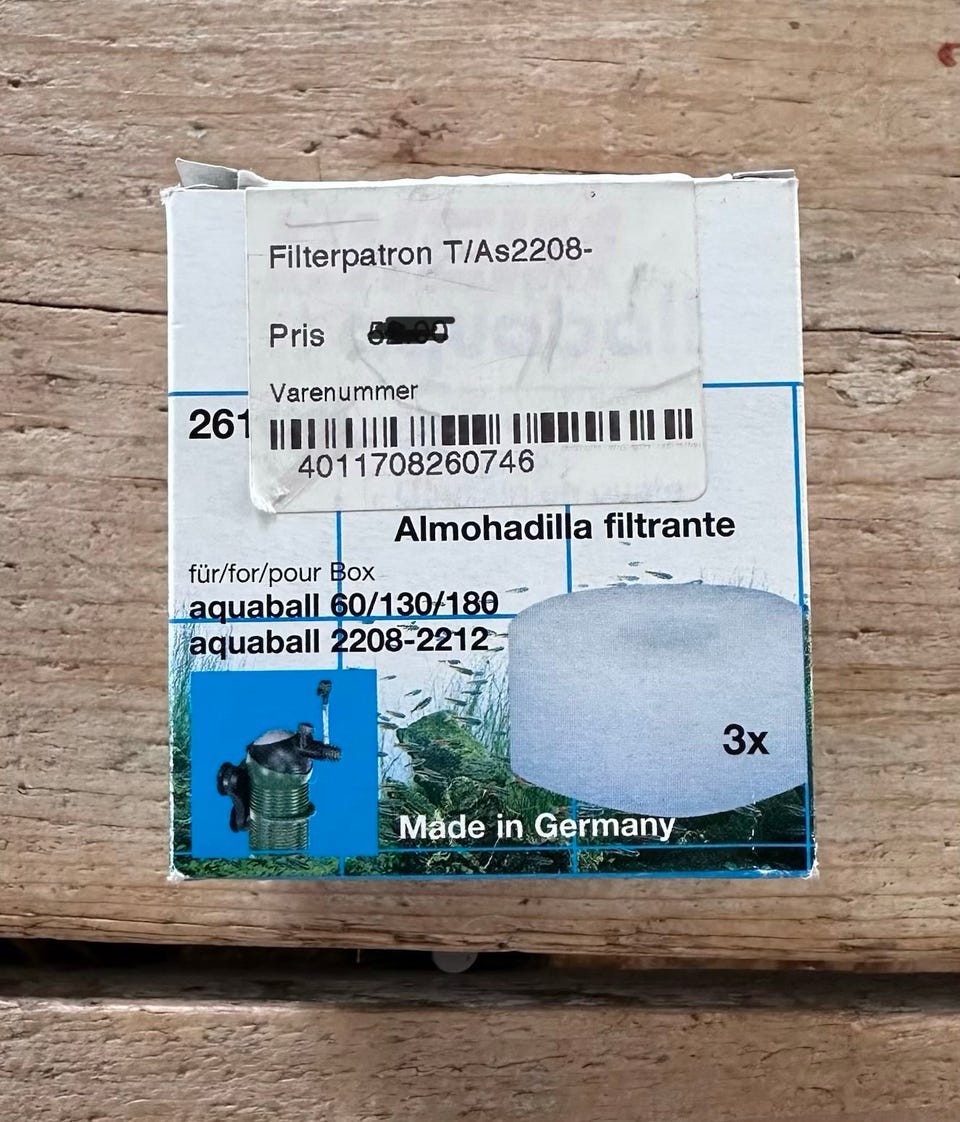 Filterpatron T/As2208-
Pris
Varenummer
261
4011708260746
Almohadilla filtrante
für/for/pour Box
aquaball 60/130/180
aquaball 2208-2212
3x
Made in Germany